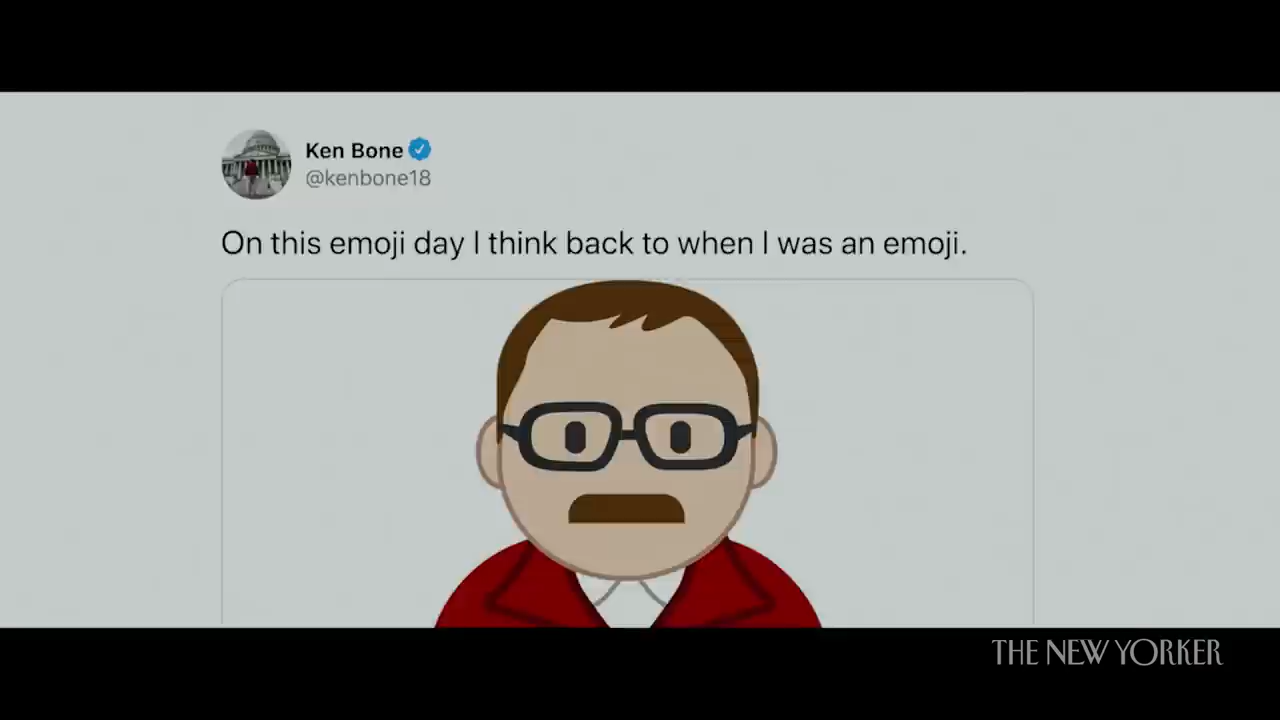 Ken Bone
@kenbone18
On this emoji day I think back to when I was an emoji.
THE NEW YORKER